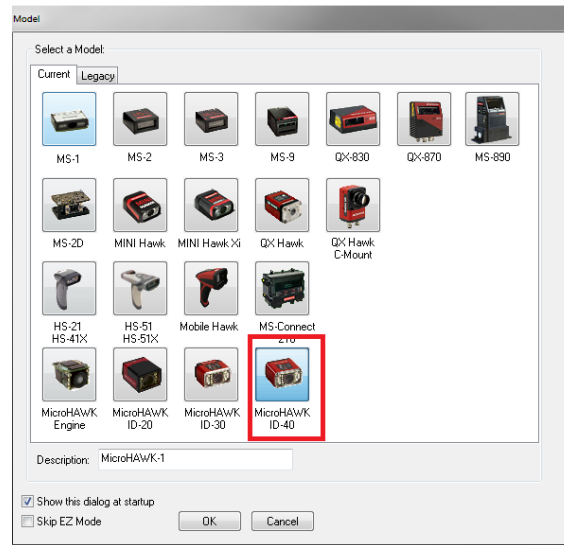 Model
Select a Model:
Current Legacy
MS-1 MS-2 MS-3 MS-9 QX-830 QX-870 MS-890
MS-2D MINI Hawk MINI Hawk Xi QX Hawk QX Hawk
C-Mount
HS-21 HS-51 Mobile Hawk MS-Connect
HS-41X HS-51X 210
MicroHAWK MicroHAWK MicroHAWK MicroHAWK
Engine ID-20 ID-30 ID-40
Description: MicroHAWK-1
Show this dialog at startup
Skip EZ Mode OK Cancel